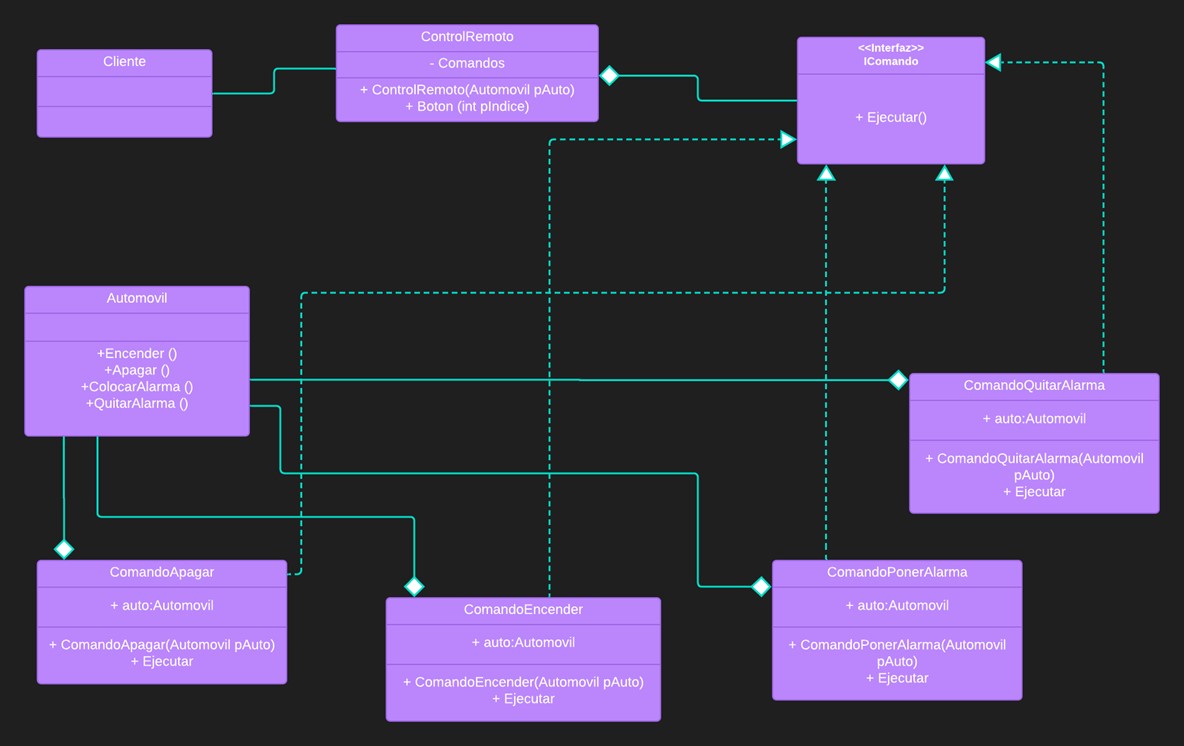 Cliente
ControlRemoto
- Comandos
+ ControlRemoto(Automovil pAuto)
+ Boton (int pIndice)
<<Interfaz>>
IComando
+ Ejecutar()
Automovil
+Encender ()
+Apagar ()
+ColocarAlarma ()
+QuitarAlarma ()
ComandoQuitarAlarma
+ auto:Automovil
+ ComandoQuitarAlarma(Automovil
pAuto)
+ Ejecutar
ComandoApagar
+ auto:Automovil
+ ComandoApagar(Automovil pAuto)
+ Ejecutar
ComandoEncender
+ auto:Automovil
+ ComandoEncender(Automovil pAuto)
+ Ejecutar
ComandoPonerAlarma
+ auto:Automovil
+ ComandoPonerAlarma(Automovil
pAuto)
+ Ejecutar